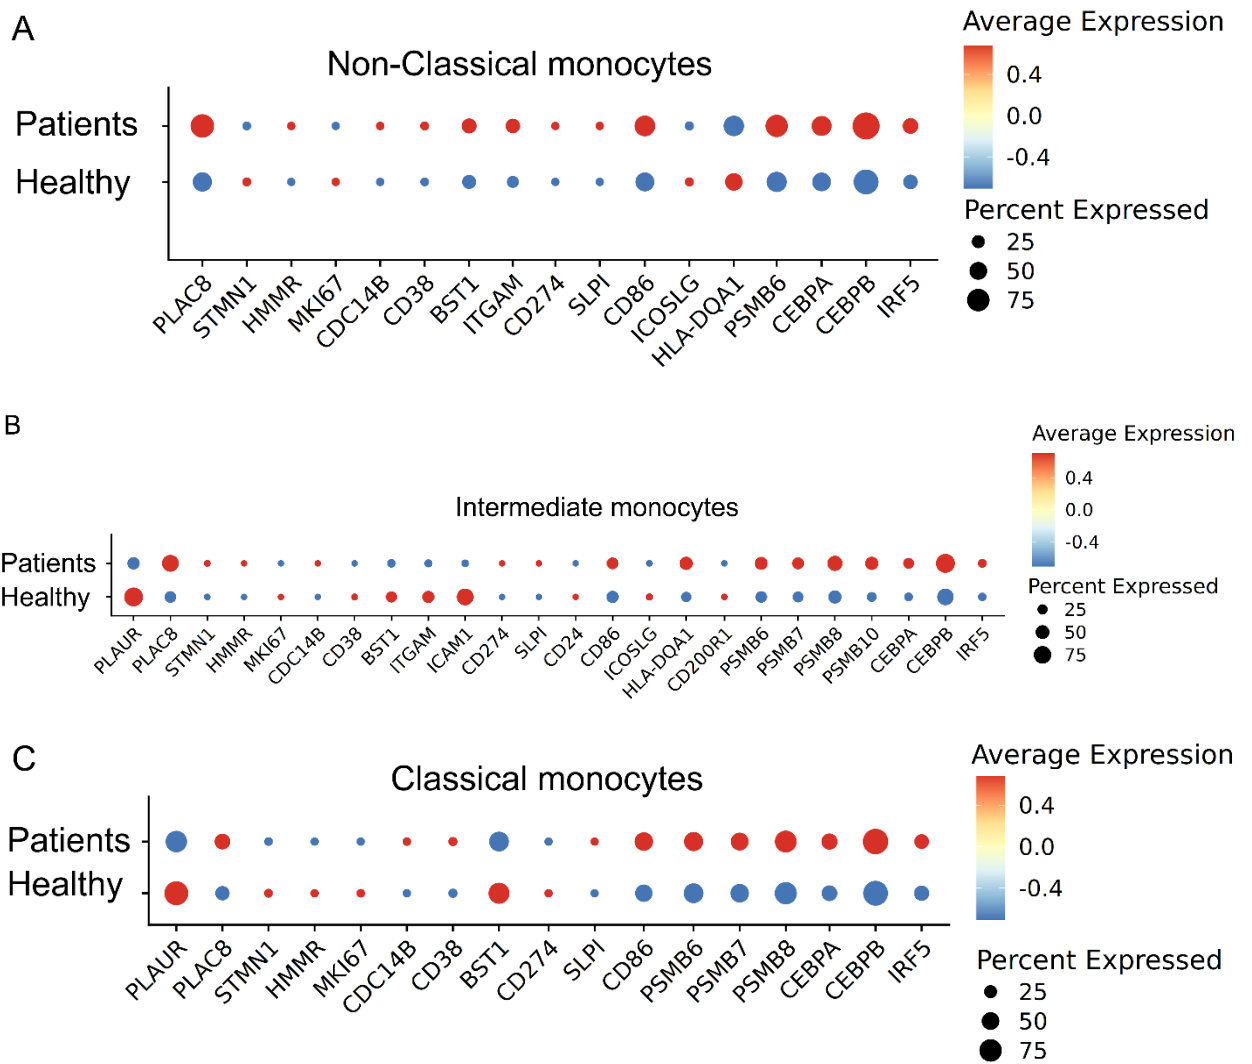 A
Non-Classical monocytes
Patients
Healthy
PLAC8 STMN1 HMMR MKI67 CDC14B CD38 BST1 ITGAM CD274 SLPI CD86 ICOSLG HLA-DQA1 PSMB6 CEBPA CEBPB IRF5
Average Expression
0.4
0.0
-0.4
Percent Expressed
25
50
75
B
Intermediate monocytes
Patients
Healthy
PLAUR PLAC8 STMN1 HMMR MKI67 CDC14B CD38 BST1 ITGAM ICAM1 CD274 SLPI CD24 CD86 ICOSLG HLA-DQA1 CD200R1 PSMB6 PSMB7 PSMB8 PSMB10 CEBPA CEBPB IRF5
Average Expression
0.4
0.0
-0.4
Percent Expressed
25
50
75
C
Classical monocytes
Patients
Healthy
PLAUR PLAC8 STMN1 HMMR MKI67 CDC14B CD38 BST1 CD274 SLPI CD86 PSMB6 PSMB7 PSMB8 CEBPA CEBPB IRF5
Average Expression
0.4
0.0
-0.4
Percent Expressed
25
50
75